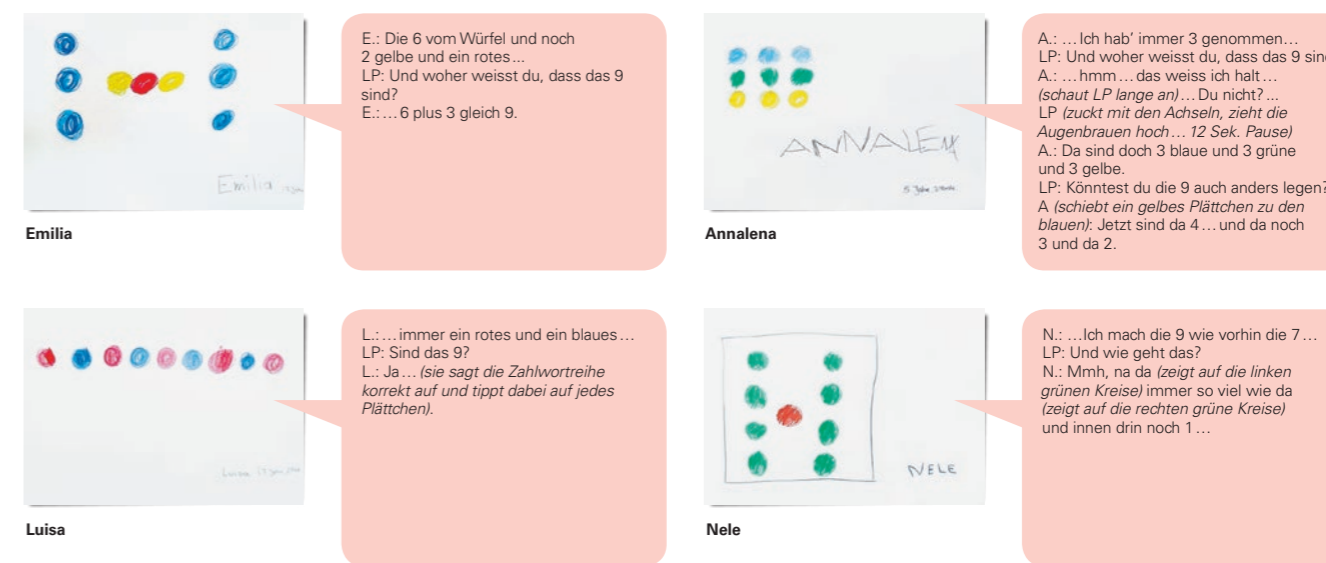 E.: Die 6 vom Würfel und noch
2 gelbe und ein rotes ...
LP: Und woher weisst du, dass das 9
sind?
E.: ... 6 plus 3 gleich 9.
Emilia
Emilia
A.: ... Ich hab' immer 3 genommen...
LP: Und woher weisst du, dass das 9 sind
A.: ... hmm ... das weiss ich halt ...
(schaut LP lange an) ... Du nicht? ...
LP (zuckt mit den Achseln, zieht die
Augenbrauen hoch ... 12 Sek. Pause)
A.: Da sind doch 3 blaue und 3 grüne
und 3 gelbe.
LP: Könntest du die 9 auch anders legen?
A (schiebt ein gelbes Plättchen zu den
blauen): Jetzt sind da 4 ... und da noch
3 und da 2.
ANNALENA
Annalena
L.: ... immer ein rotes und ein blaues ...
LP: Sind das 9?
L.: Ja ... (sie sagt die Zahlwortreihe
korrekt auf und tippt dabei auf jedes
Plättchen).
Luisa
Luisa
N.: ... Ich mach die 9 wie vorhin die 7 ...
LP: Und wie geht das?
N.: Mmh, na da (zeigt auf die linken
grünen Kreise) immer so viel wie da
(zeigt auf die rechten grüne Kreise)
und innen drin noch 1 ...
NELE
Nele